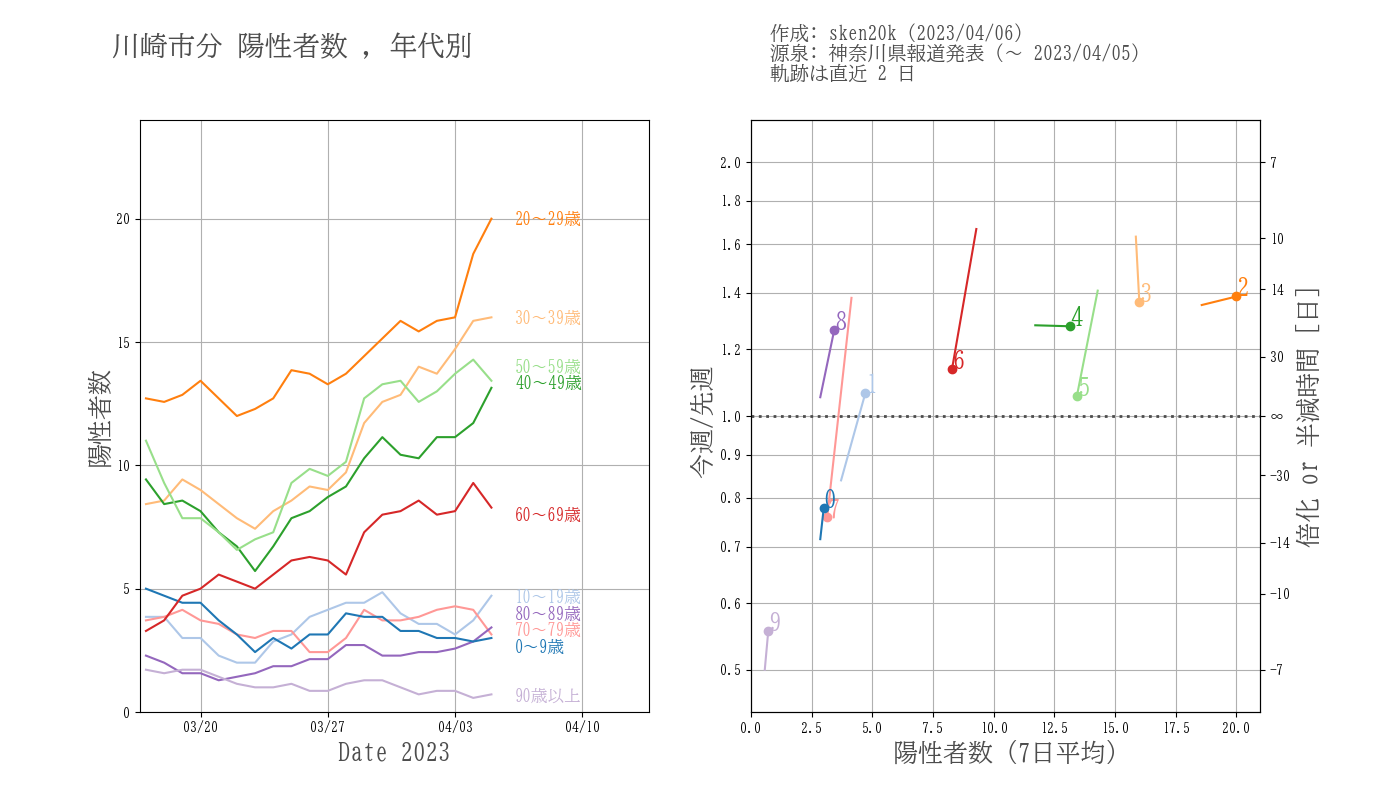 川崎市分 陽性者数 , 年代別
作成: sken20k (2023/04/06)
源泉: 神奈川県報道発表 (～ 2023/04/05)
軌跡は直近 2 日
陽性者数
20
15
10
5
0
20～29歳
30～39歳
50～59歳
40～49歳
60～69歳
10～19歳
80～89歳
70～79歳
0～9歳
90歳以上
03/20
03/27
04/03
04/10
Date 2023
今週/先週
2.0
1.8
1.6
1.4
1.2
1.0
0.9
0.8
0.7
0.6
0.5
2
3
4
8
6
1
5
0
7
9
7
10
14
30
∞
-30
-14
-10
-7
倍化 or 半減時間 [日]
0.0
2.5
5.0
7.5
10.0
12.5
15.0
17.5
20.0
陽性者数 (7日平均)